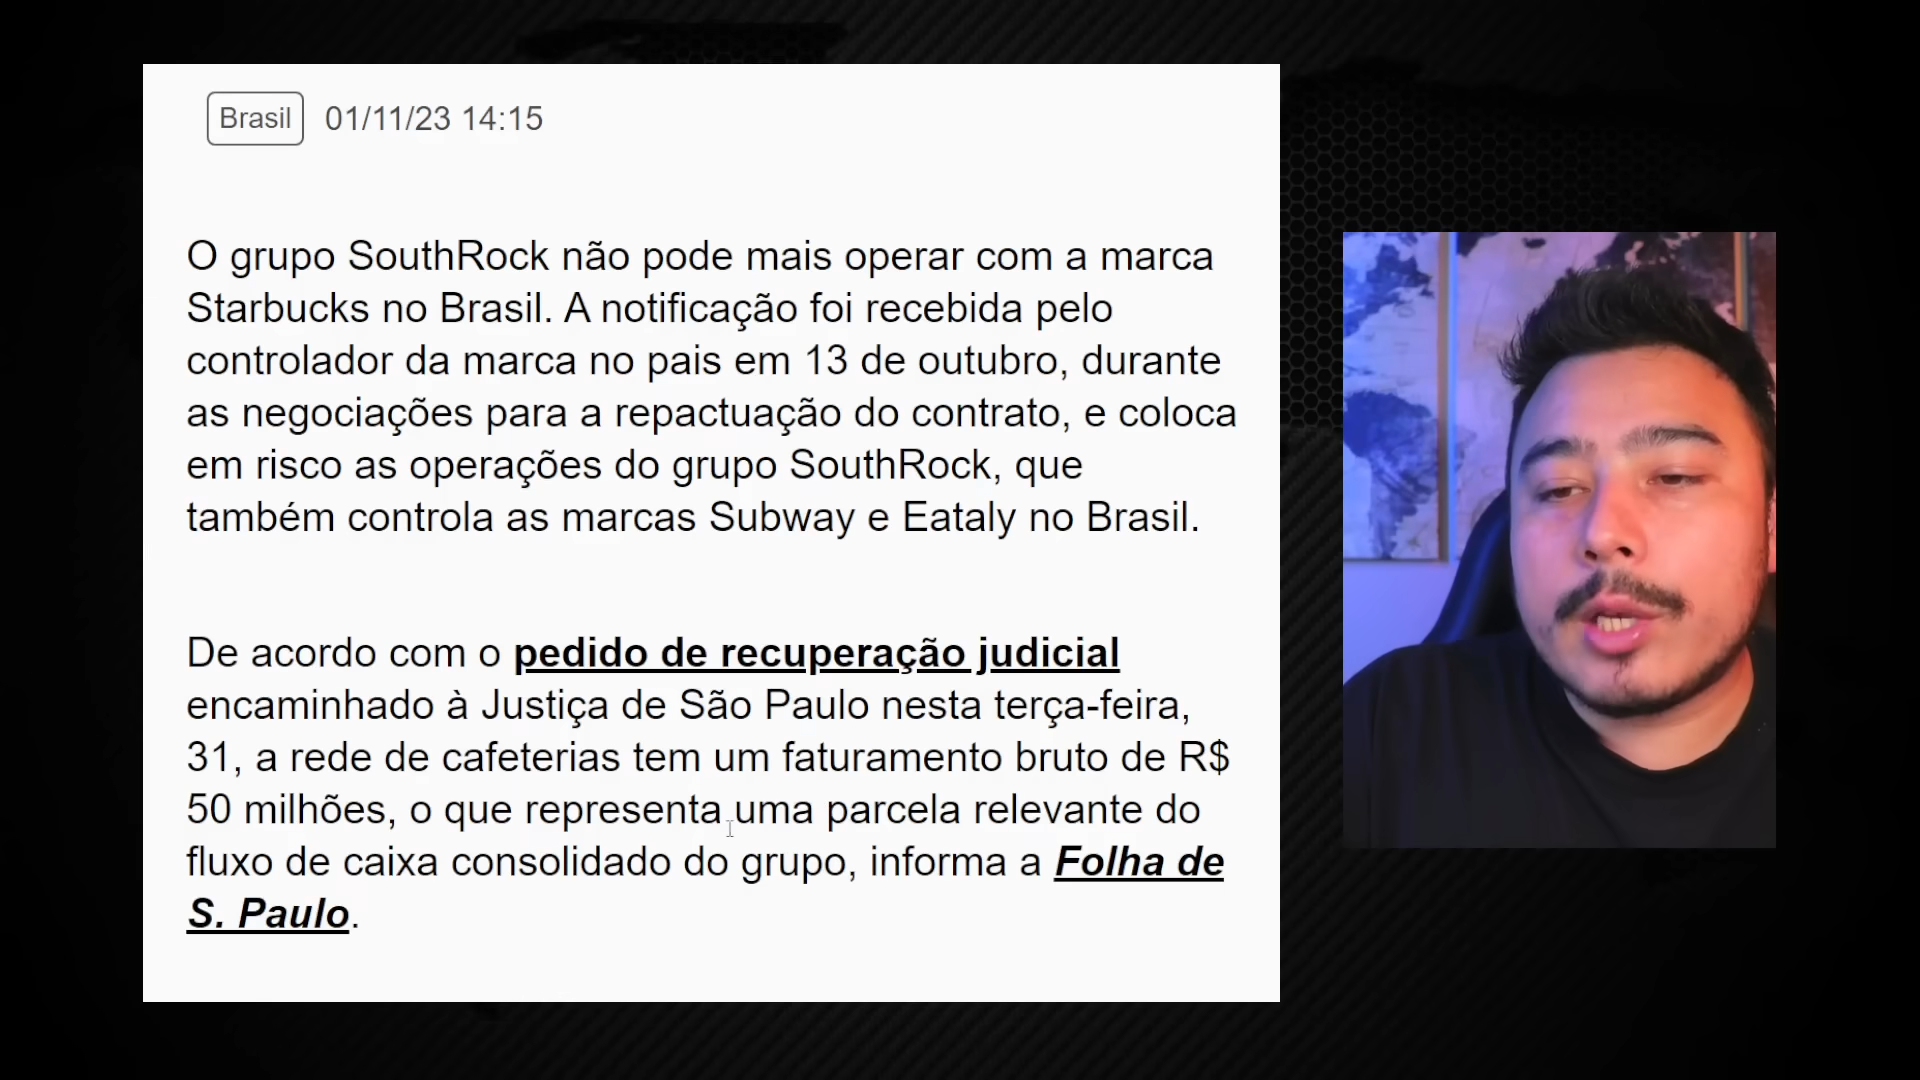 Brasil 01/11/23 14:15
O grupo SouthRock não pode mais operar com a marca
Starbucks no Brasil. A notificação foi recebida pelo
controlador da marca no pais em 13 de outubro, durante
as negociações para a repactuação do contrato, e coloca
em risco as operações do grupo SouthRock, que
também controla as marcas Subway e Eataly no Brasil.
De acordo com o pedido de recuperação judicial
encaminhado à Justiça de São Paulo nesta terça-feira,
31, a rede de cafeterias tem um faturamento bruto de R$
50 milhões, o que representa uma parcela relevante do
fluxo de caixa consolidado do grupo, informa a Folha de
S. Paulo.